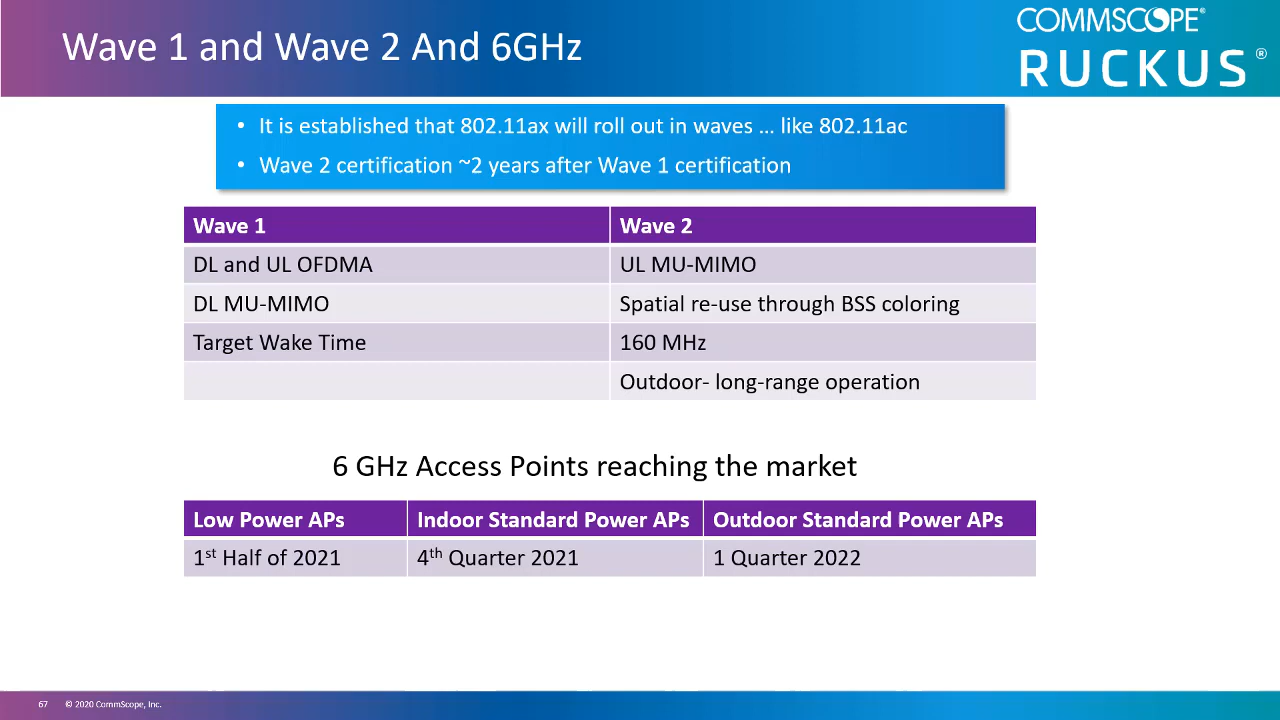 Wave 1 and Wave 2 And 6GHz
COMMSCOPE®
RUCKUS®
• It is established that 802.11ax will roll out in waves … like 802.11ac
• Wave 2 certification ~2 years after Wave 1 certification
Wave 1 Wave 2
DL and UL OFDMA UL MU-MIMO
DL MU-MIMO Spatial re-use through BSS coloring
Target Wake Time 160 MHz
Outdoor- long-range operation
6 GHz Access Points reaching the market
Low Power APs Indoor Standard Power APs Outdoor Standard Power APs
1st Half of 2021 4th Quarter 2021 1 Quarter 2022
67 © 2020 CommScope, Inc.